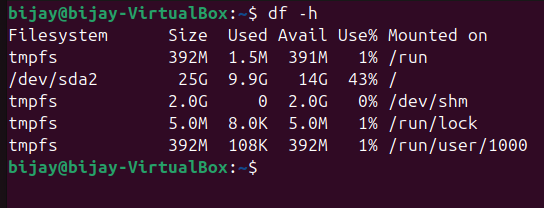 bijay@bijay-VirtualBox:~$ df -h
Filesystem      Size  Used Avail Use% Mounted on
tmpfs           392M  1.5M  391M   1% /run
/dev/sda2        25G  9.9G   14G  43% /
tmpfs           2.0G     0  2.0G   0% /dev/shm
tmpfs           5.0M  8.0K  5.0M   1% /run/lock
tmpfs           392M  108K  392M   1% /run/user/1000
bijay@bijay-VirtualBox:~$